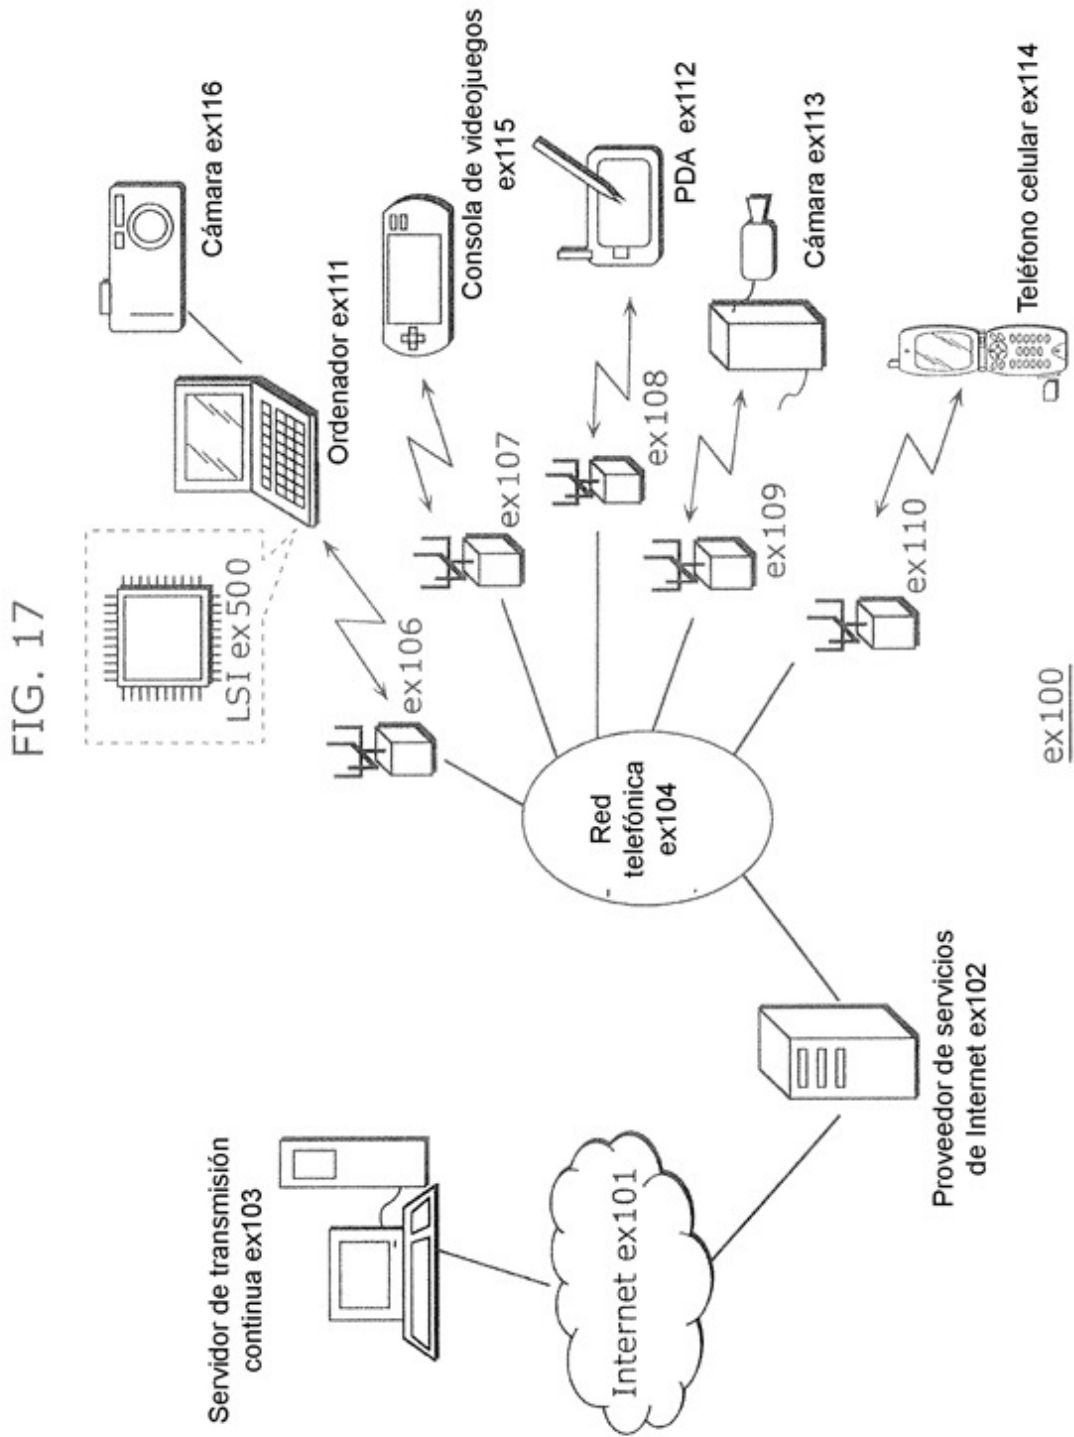 FIG. 17
Cámara ex116
LSI ex500
Ordenador ex111
Consola de videojuegos
ex115
Servidor de transmisión
continua ex103
ex106
ex107
PDA ex112
ex108
Internet ex101
Red
telefónica
ex104
Cámara ex113
ex109
Proveedor de servicios
de Internet ex102
ex110
Teléfono celular ex114
ex100